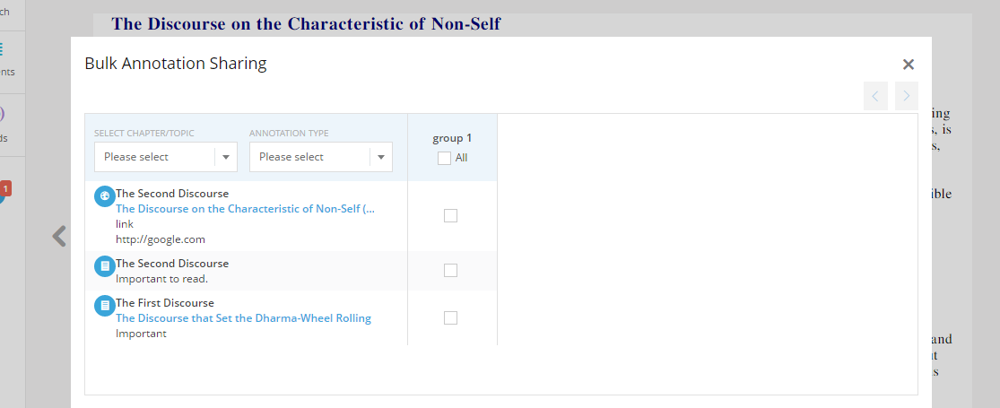 ch
The Discourse on the Characteristic of Non-Self
nts
ds
1
Bulk Annotation Sharing
SELECT CHAPTER/TOPIC
Please select
ANNOTATION TYPE
Please select
group 1
All
The Second Discourse
The Discourse on the Characteristic of Non-Self (...
link
http://google.com
The Second Discourse
Important to read.
The First Discourse
The Discourse that Set the Dharma-Wheel Rolling
Important
ing
s, is
s,
ible
and
it
s